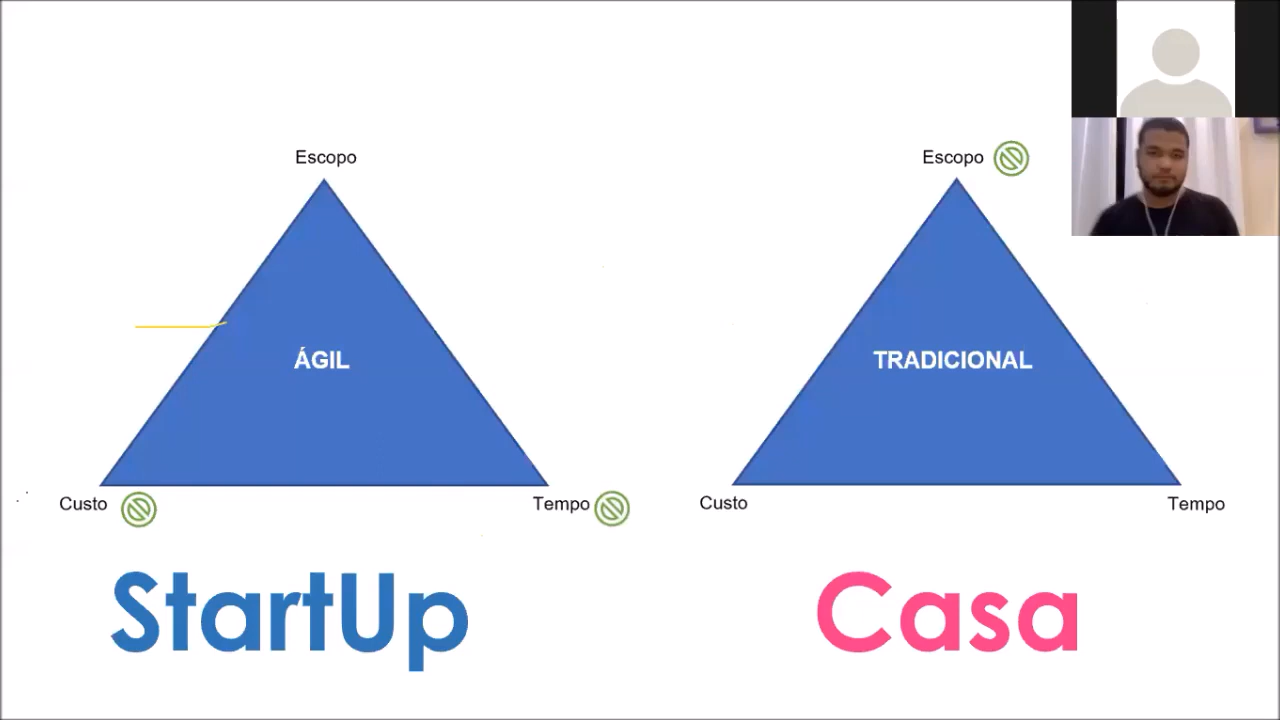 Escopo
ÁGIL
Custo
Tempo
StartUp
Escopo
TRADICIONAL
Custo
Tempo
Casa